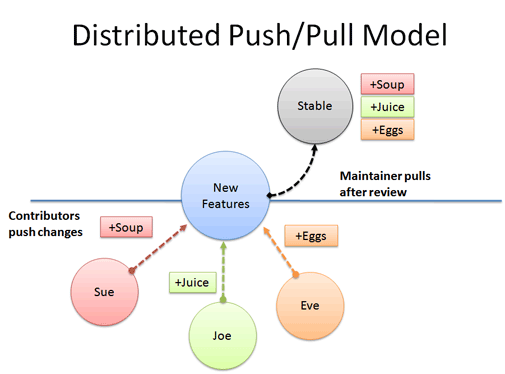 Distributed Push/Pull Model
Stable
+Soup
+Juice
+Eggs
New
Features
Maintainer pulls
after review
Contributors
push changes
+Soup
+Eggs
+Juice
Sue
Joe
Eve